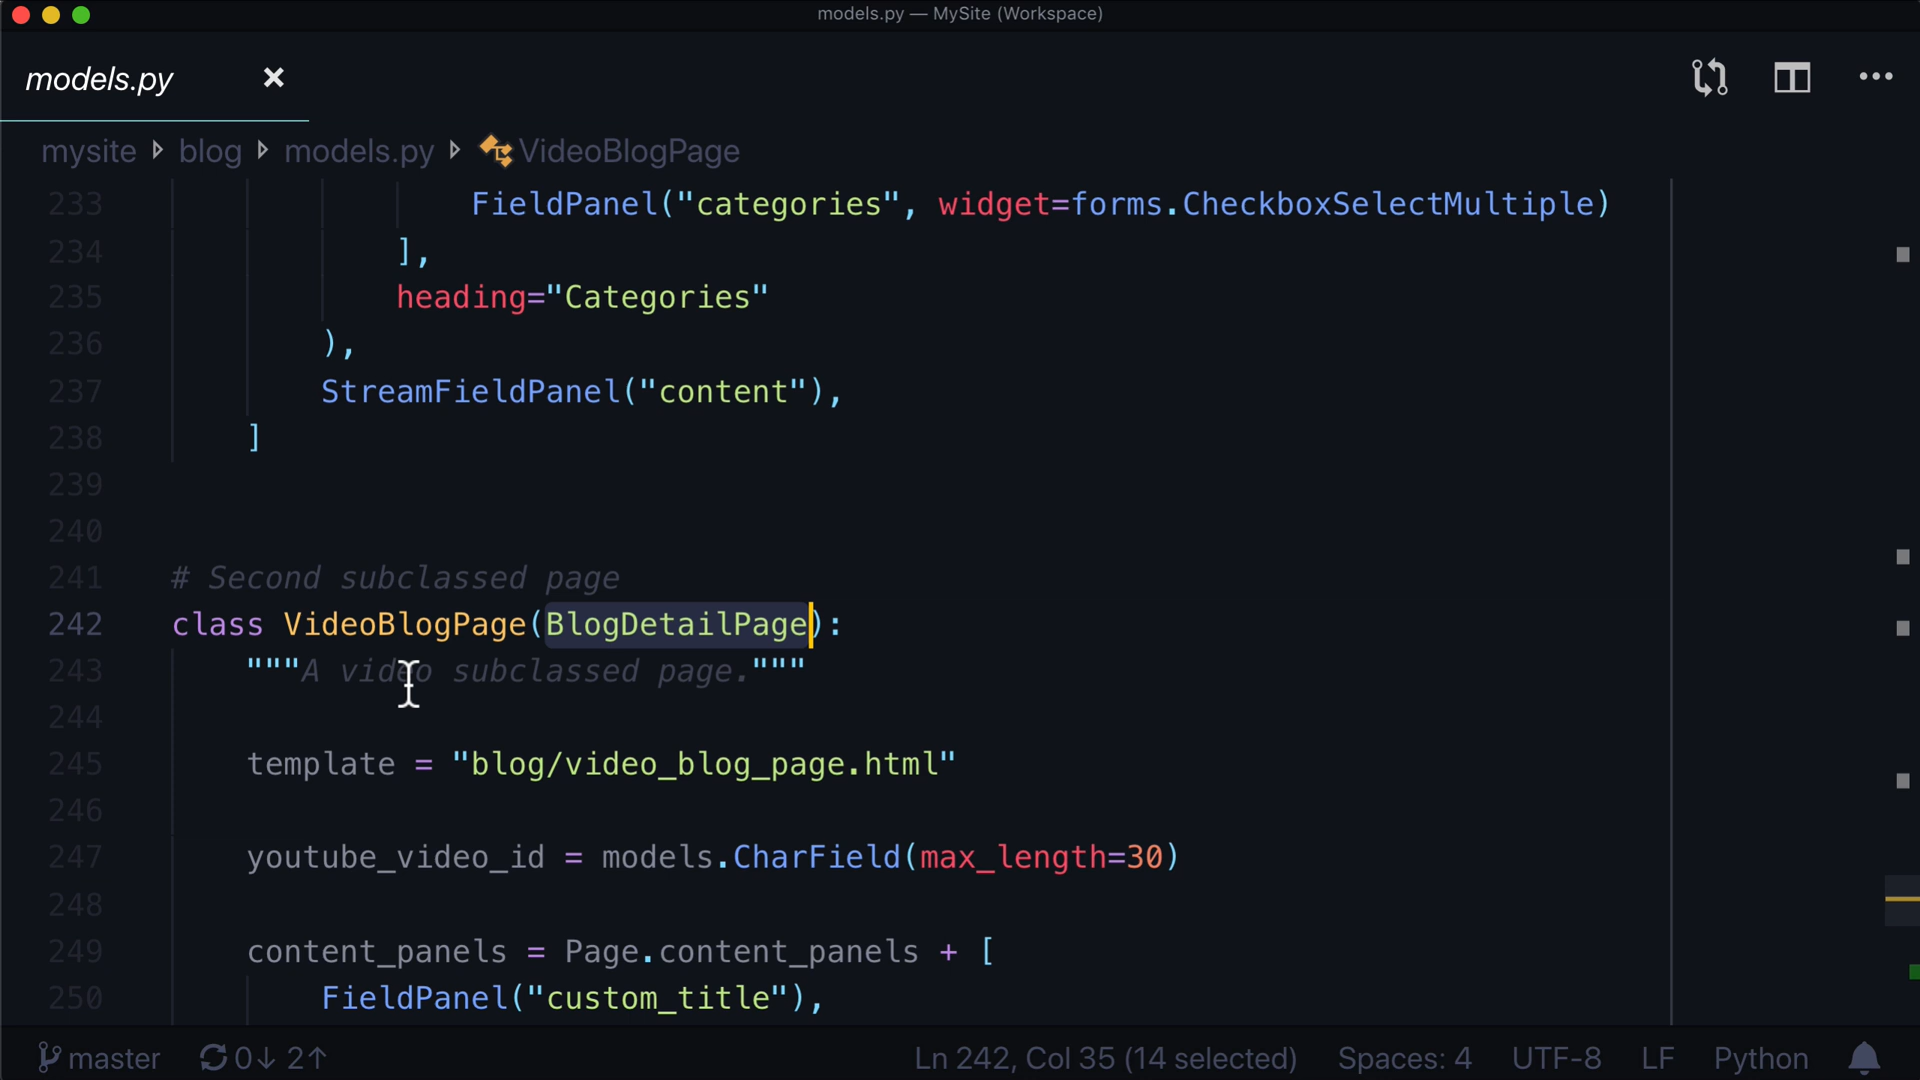 models.py — MySite (Workspace)
models.py
mysite blog models.py VideoBlogPage
233 FieldPanel("categories", widget=forms.CheckboxSelectMultiple)
234 ],
235 heading="Categories"
236 ),
237 StreamFieldPanel("content"),
238 ]
239
240
241 # Second subclassed page
242 class VideoBlogPage(BlogDetailPage):
243 """A video subclassed page."""
244
245 template = "blog/video_blog_page.html"
246
247 youtube_video_id = models.CharField(max_length=30)
248
249 content_panels = Page.content_panels + [
250 FieldPanel("custom_title"),
master 0↓ 2↑ Ln 242, Col 35 (14 selected) Spaces: 4 UTF-8 LF Python